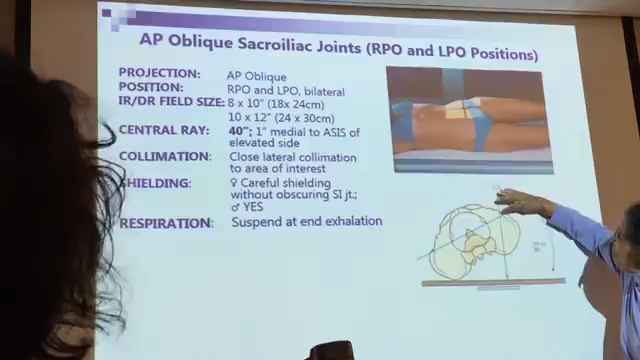 AP Oblique Sacroiliac Joints (RPO and LPO Positions)
PROJECTION: AP Oblique
POSITION: RPO and LPO, bilateral
IR/DR FIELD SIZE: 8 x 10" (18x 24cm)
10 x 12" (24 x 30cm)
CENTRAL RAY: 40°; 1" medial to ASIS of
elevated side
COLLIMATION: Close lateral collimation
to area of interest
SHIELDING: ♀ Careful shielding
without obscuring SI jt.;
♂ YES
RESPIRATION: Suspend at end exhalation